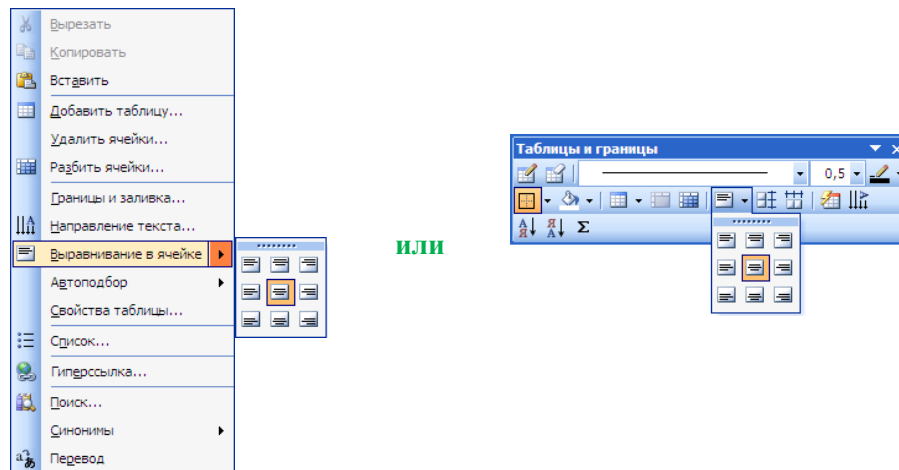 Вырезать
Копировать
Вставить
Добавить таблицу...
Удалить ячейки...
Разбить ячейки...
Границы и заливка...
Направление текста...
Выравнивание в ячейке
Автоподбор
Свойства таблицы...
Список...
Гиперссылка...
Поиск...
Синонимы
Перевод
или
Таблицы и границы
0,5